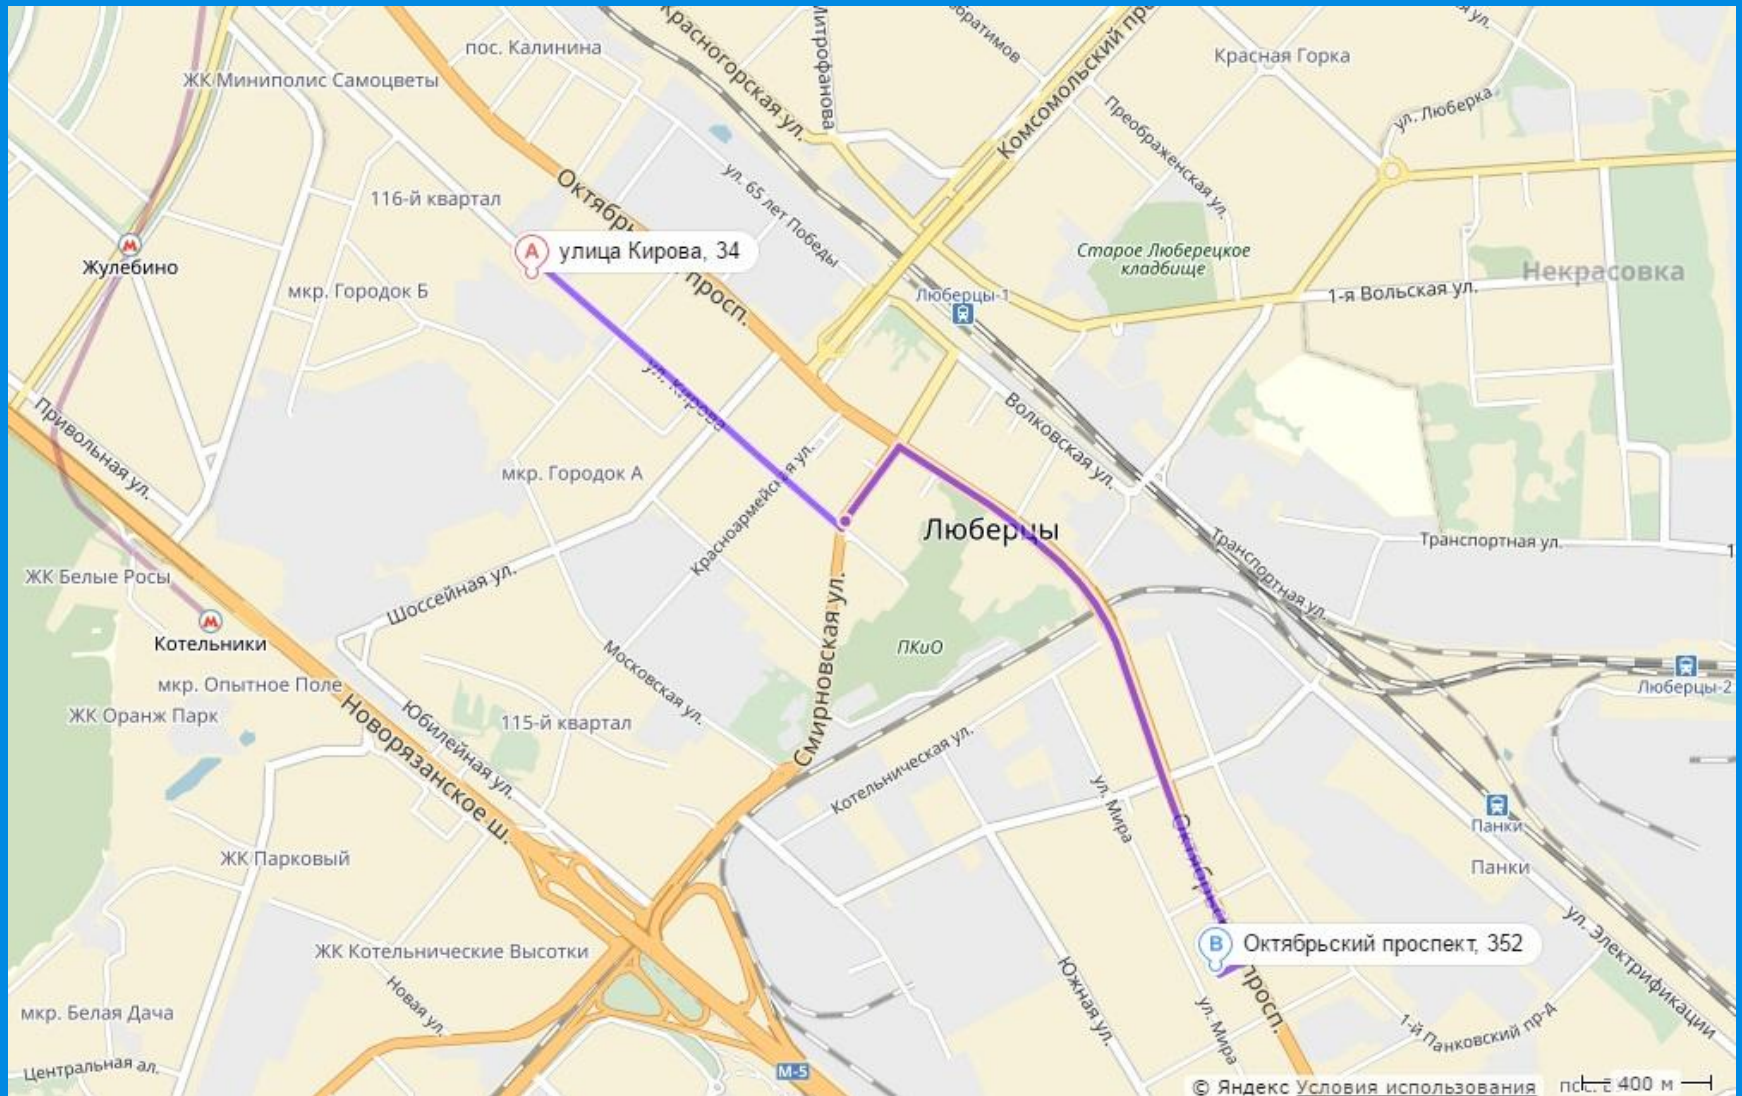 Красногорская ул.
Митрофанова
Комсомольский
пос. Калинина
Красная Горка
ЖК Миниполис Самоцветы
ул. Люберка
Преображенская ул.
116-й квартал
ул. 65 лет Победы
Октябрь
просп.
A
улица Кирова, 34
Старое Люберецкое
кладбище
Жулебино
мкр. Городок Б
Люберцы-1
1-я Вольская ул.
Некрасовка
ул. Кирова
Привольная ул.
Волковская ул.
мкр. Городок А
Красноармейская ул.
Люберцы
Транспортная ул.
Транспортная ул.
ЖК Белые Росы
Шоссейная ул.
Смирновская ул.
Котельники
ПКиО
Московская ул.
мкр. Опытное Поле
Люберцы-2
ЖК Оранж Парк
115-й квартал
Новорязанское ш.
Юбилейная ул.
Котельническая ул.
ул. Мира
Панки
ЖК Парковый
Панки
B
Октябрьский проспект, 352
просп.
ЖК Котельнические Высотки
ул. Электрификации
Новая ул.
Южная ул.
ул. Мира
мкр. Белая Дача
1-й Панковский пр-д
Центральная ал.
М-5
© Яндекс Условия использования
400 м